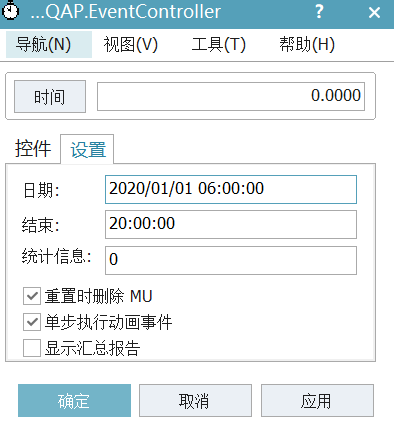 ...QAP.EventController ? ×
导航(N) 视图(V) 工具(T) 帮助(H)
时间 0.0000
控件 设置
日期: 2020/01/01 06:00:00
结束: 20:00:00
统计信息: 0
重置时删除 MU
单步执行动画事件
显示汇总报告
确定 取消 应用